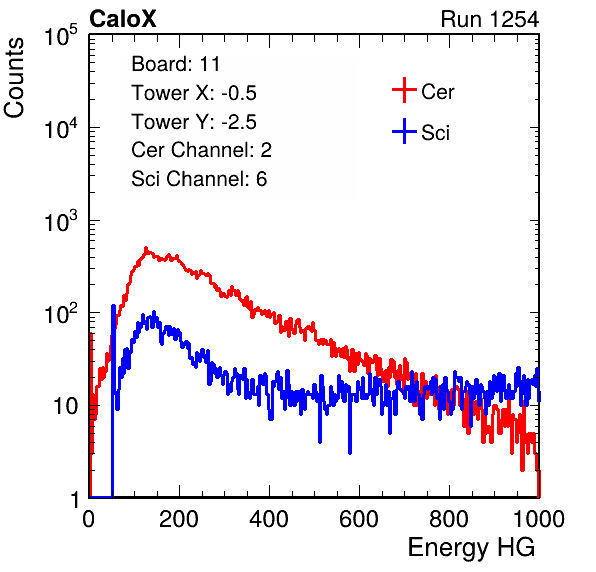 CaloX Run 1254
Counts
Board: 11
Tower X: -0.5
Tower Y: -2.5
Cer Channel: 2
Sci Channel: 6
Cer
Sci
10^5
10^4
10^3
10^2
10
1
0 200 400 600 800 1000
Energy HG